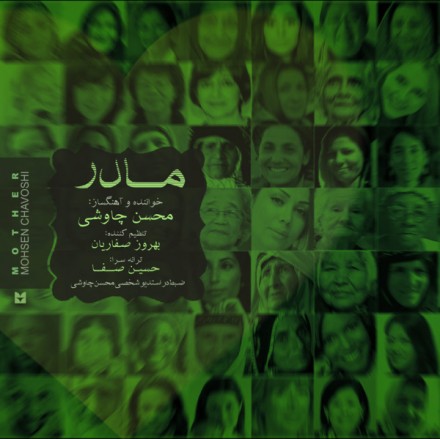 مادر
خواننده و آهنگساز:
محسن چاوشی
تنظیم کننده:
بهروز صفاریان
ترانه سرا:
حسین صفا
ضبط در استدیو شخصی محسن چاوشی
MOTHER
MOHSEN CHAVOSHI